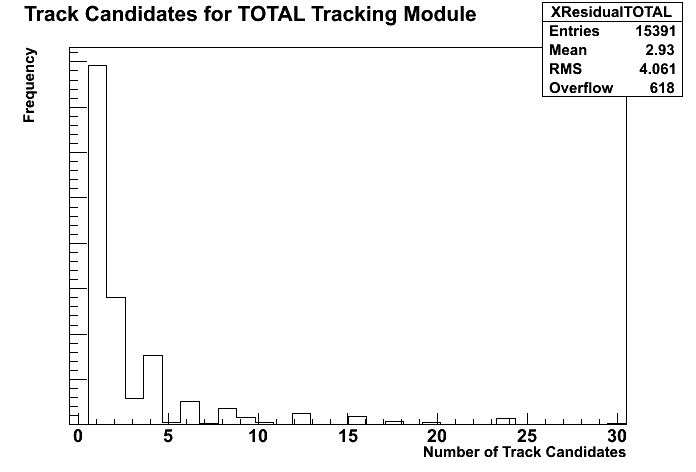 Track Candidates for TOTAL Tracking Module
XResidualTOTAL
Entries 15391
Mean 2.93
RMS 4.061
Overflow 618
Frequency
0 5 10 15 20 25 30
Number of Track Candidates